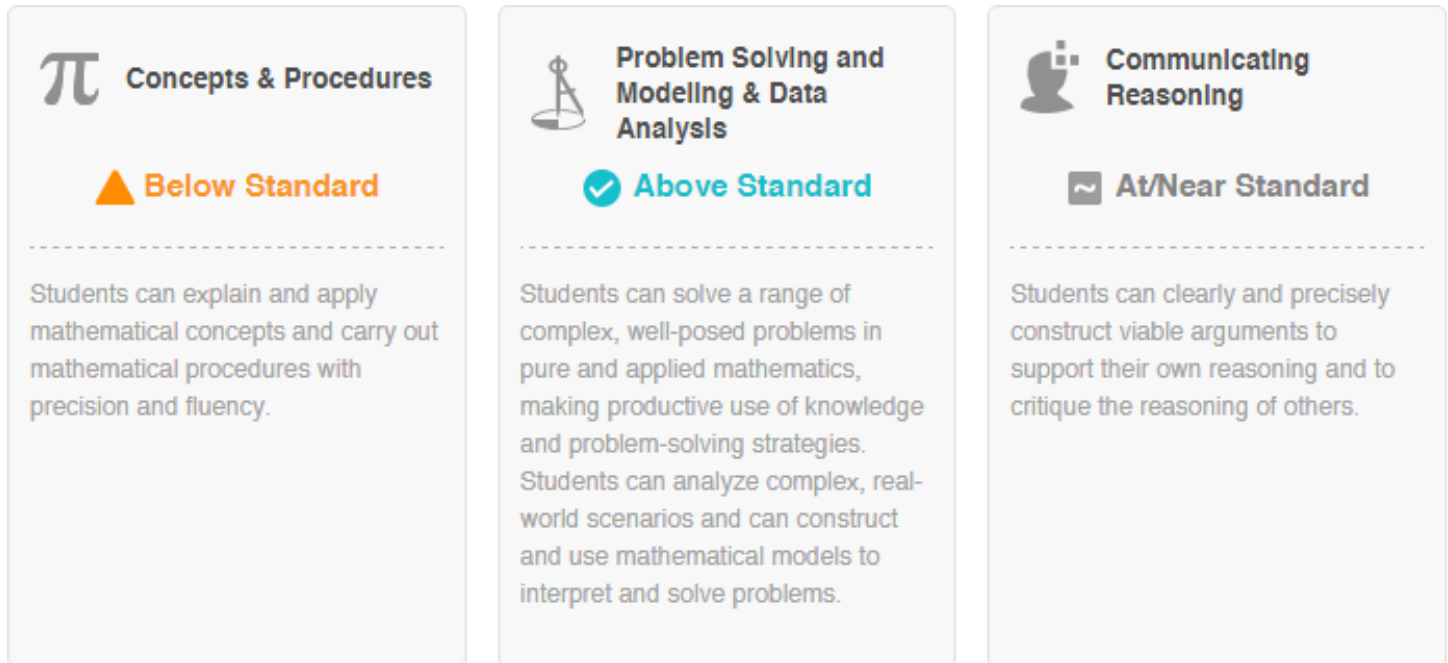 π Concepts & Procedures
Below Standard
Students can explain and apply
mathematical concepts and carry out
mathematical procedures with
precision and fluency.
Problem Solving and
Modeling & Data
Analysis
Above Standard
Students can solve a range of
complex, well-posed problems in
pure and applied mathematics,
making productive use of knowledge
and problem-solving strategies.
Students can analyze complex, real-
world scenarios and can construct
and use mathematical models to
interpret and solve problems.
Communicating
Reasoning
~ At/Near Standard
Students can clearly and precisely
construct viable arguments to
support their own reasoning and to
critique the reasoning of others.